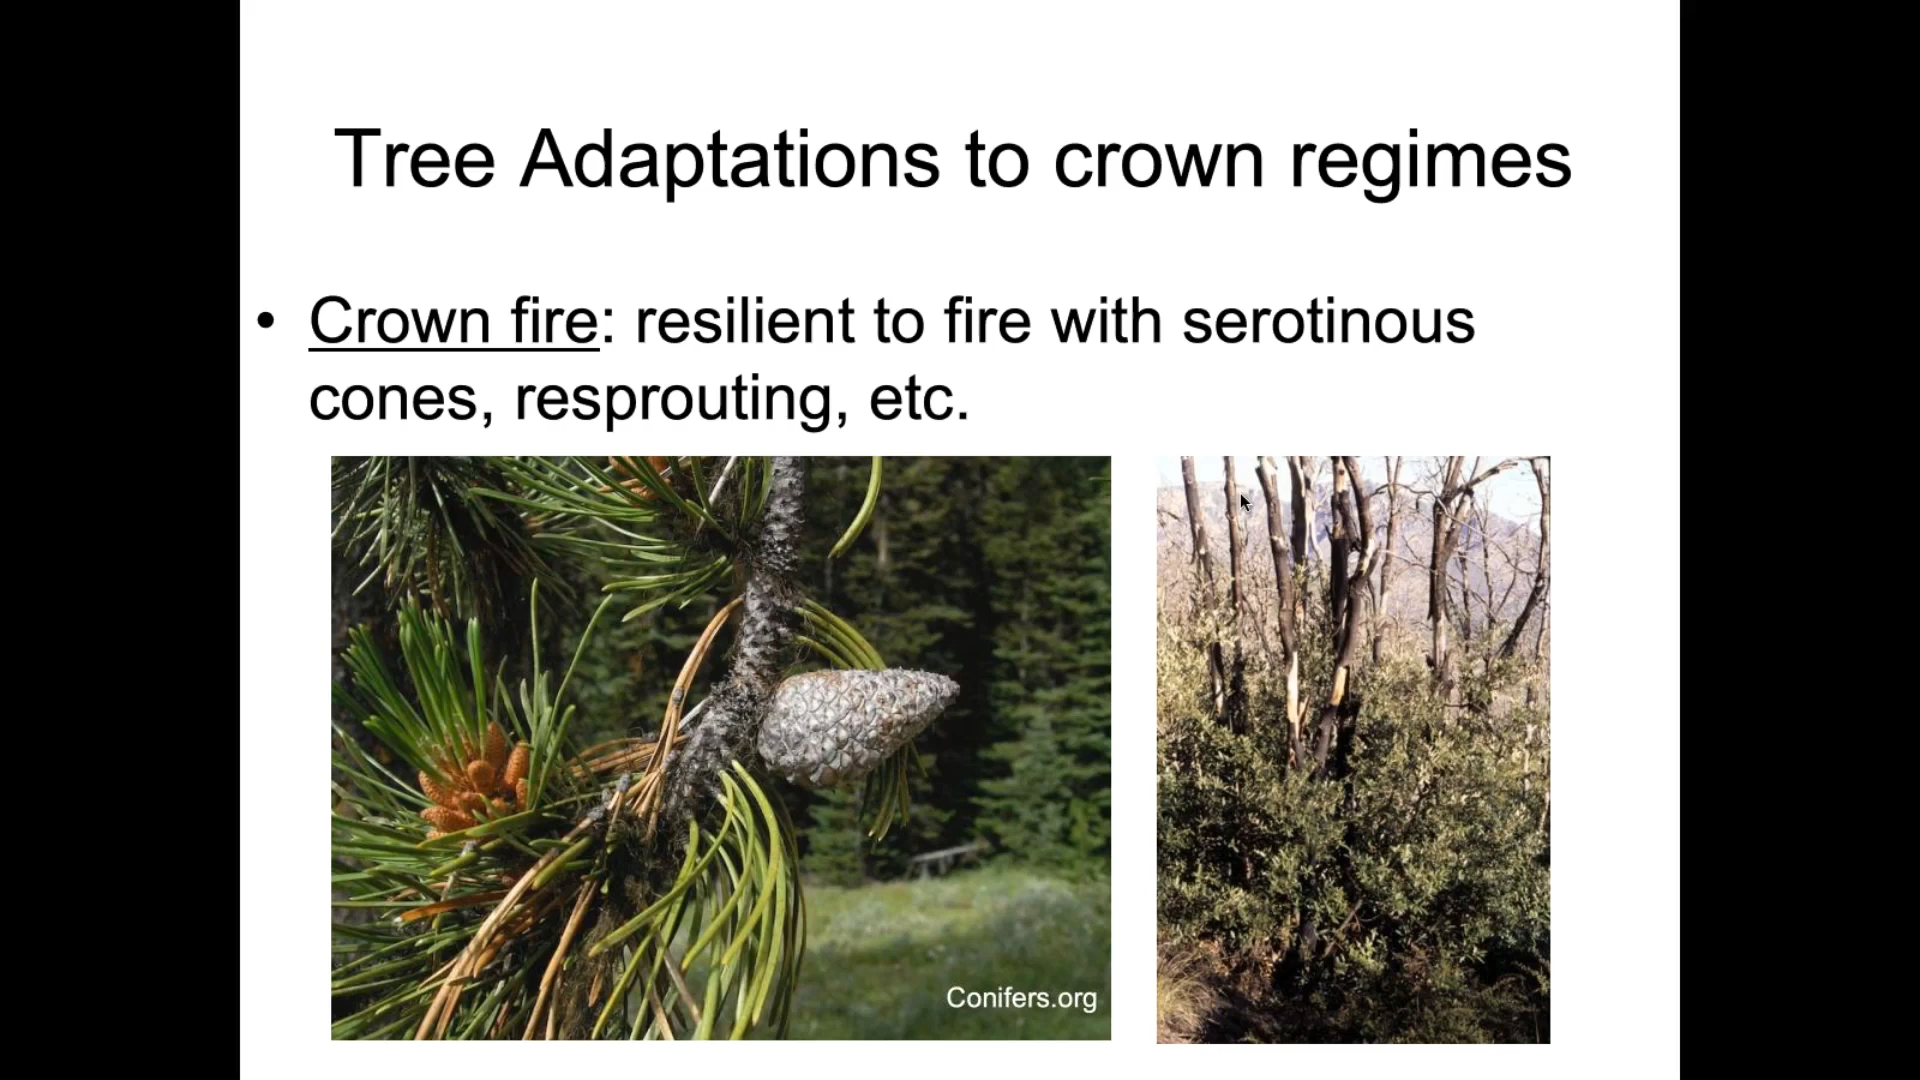 Tree Adaptations to crown regimes
• Crown fire: resilient to fire with serotinous
cones, resprouting, etc.
Conifers.org